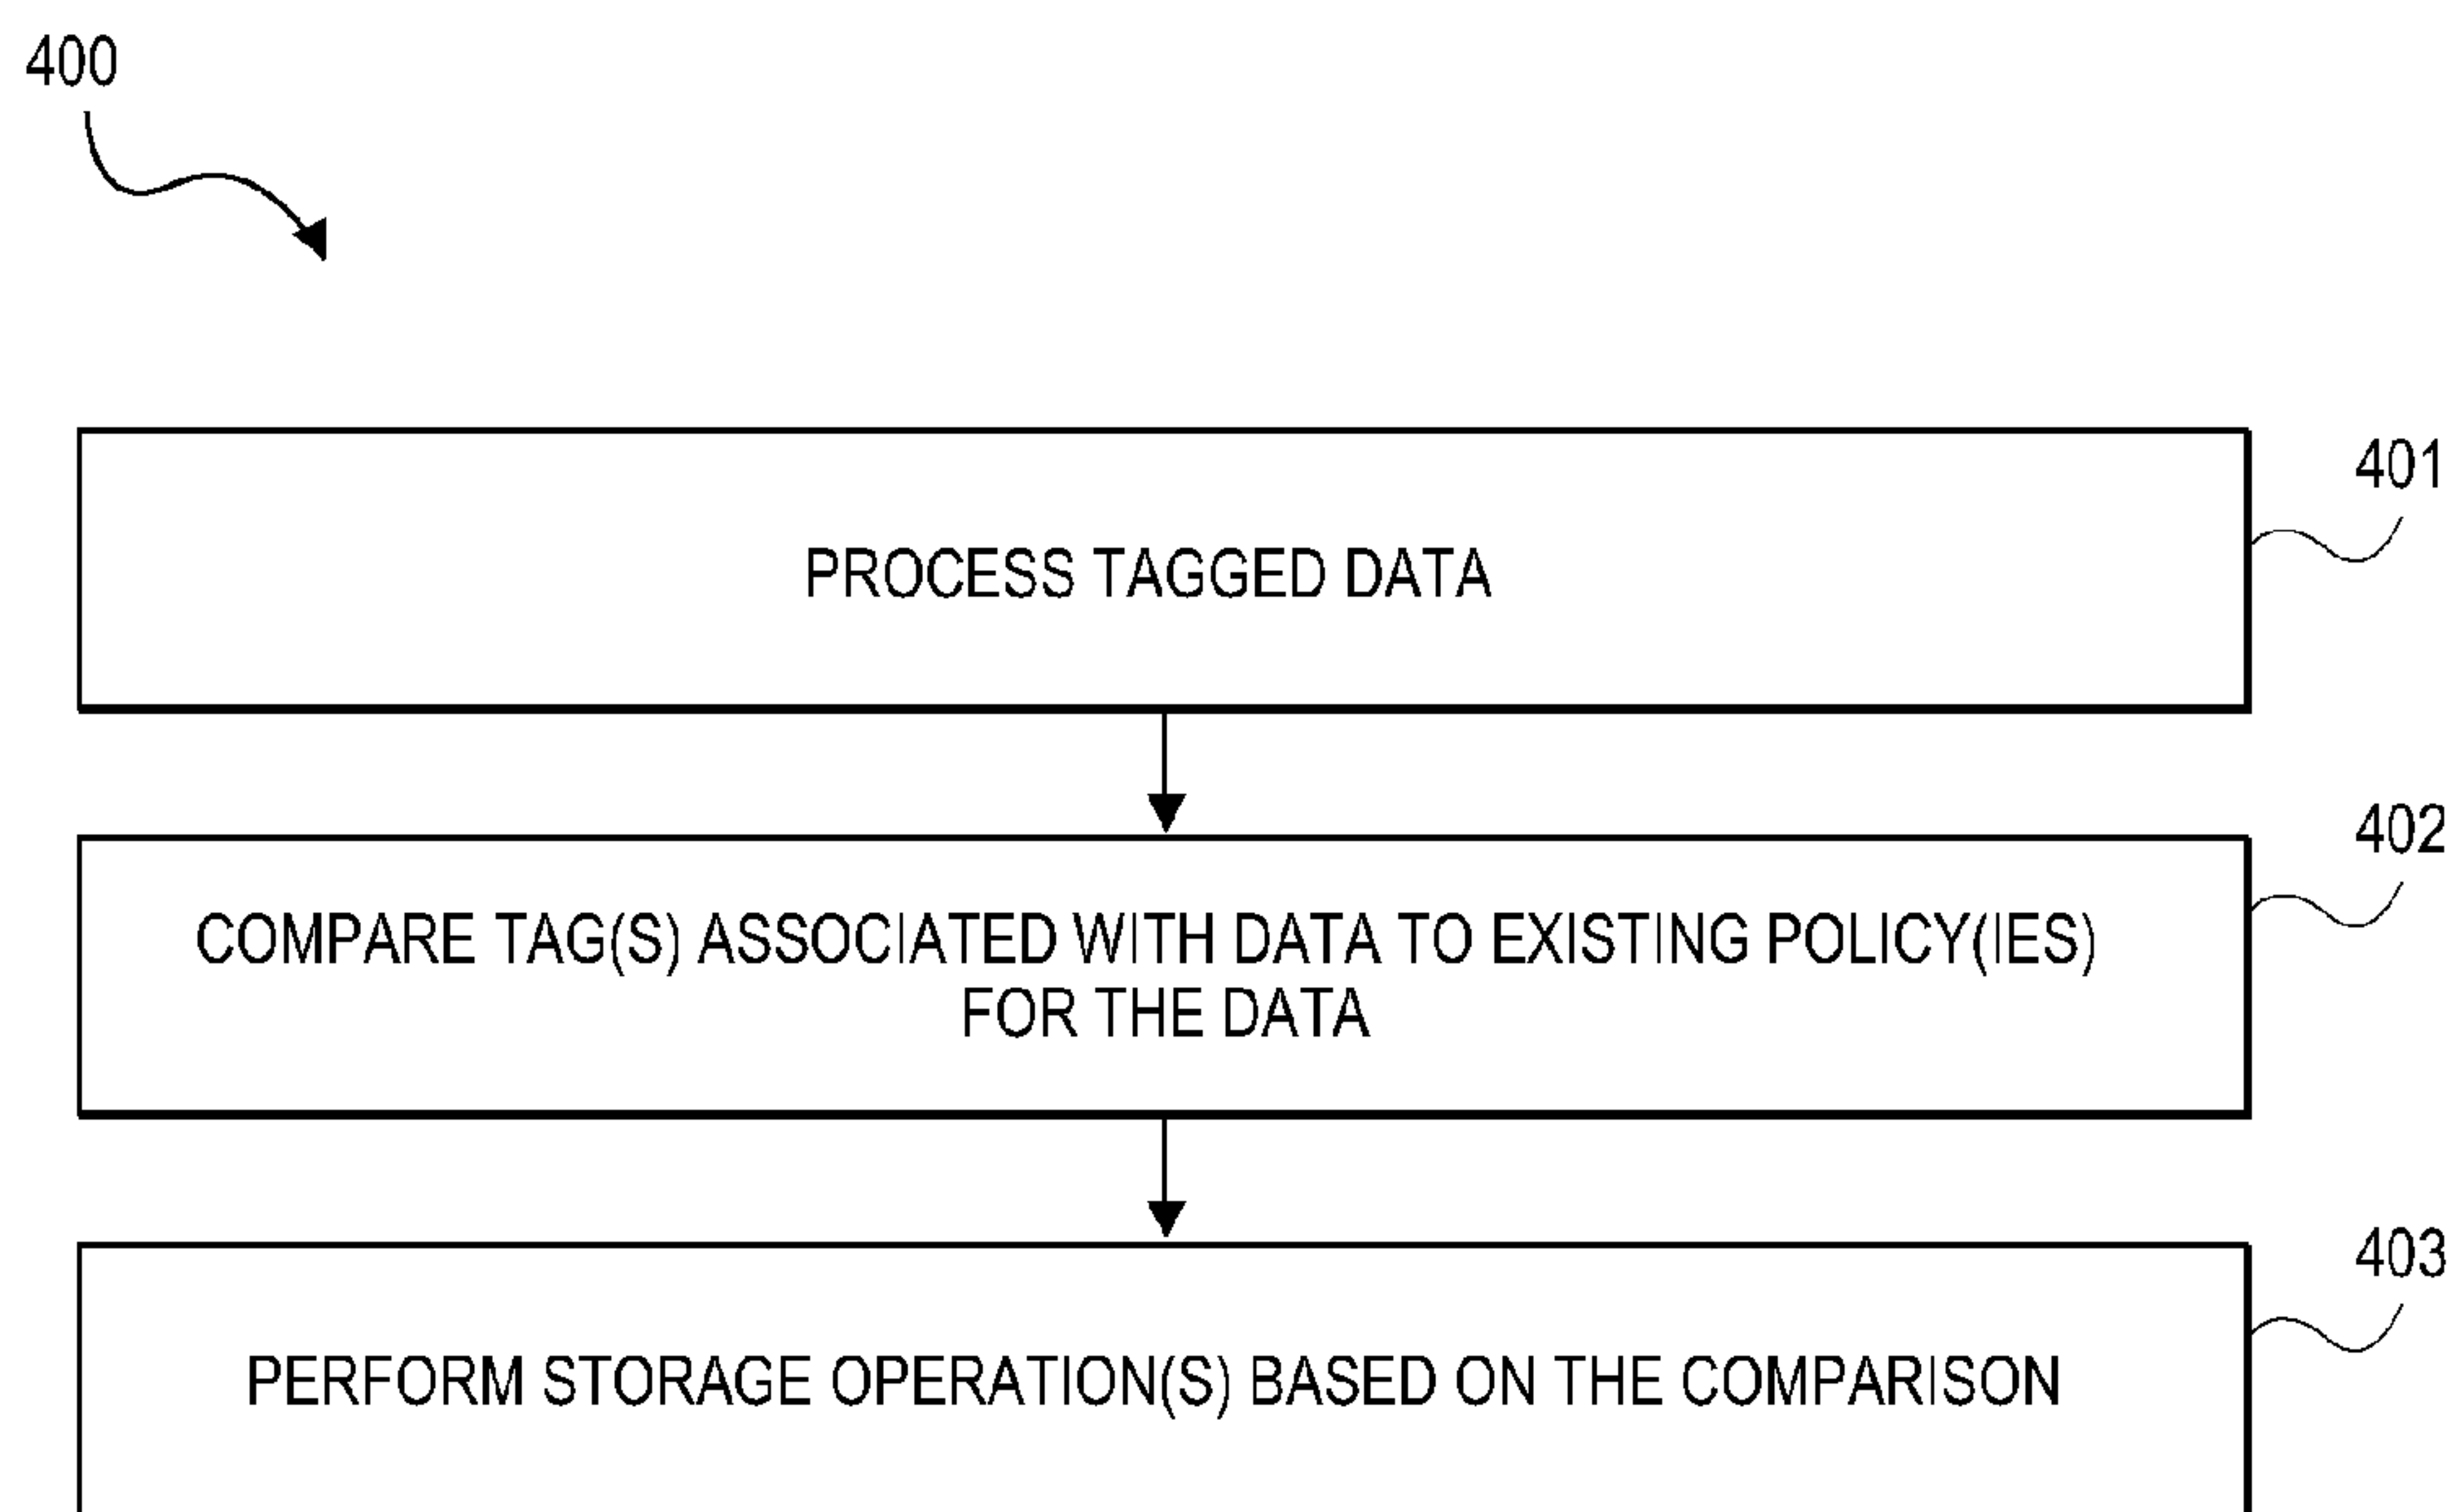 400
401
PROCESS TAGGED DATA
402
COMPARE TAG(S) ASSOCIATED WITH DATA TO EXISTING POLICY(IES)
FOR THE DATA
403
PERFORM STORAGE OPERATION(S) BASED ON THE COMPARISON